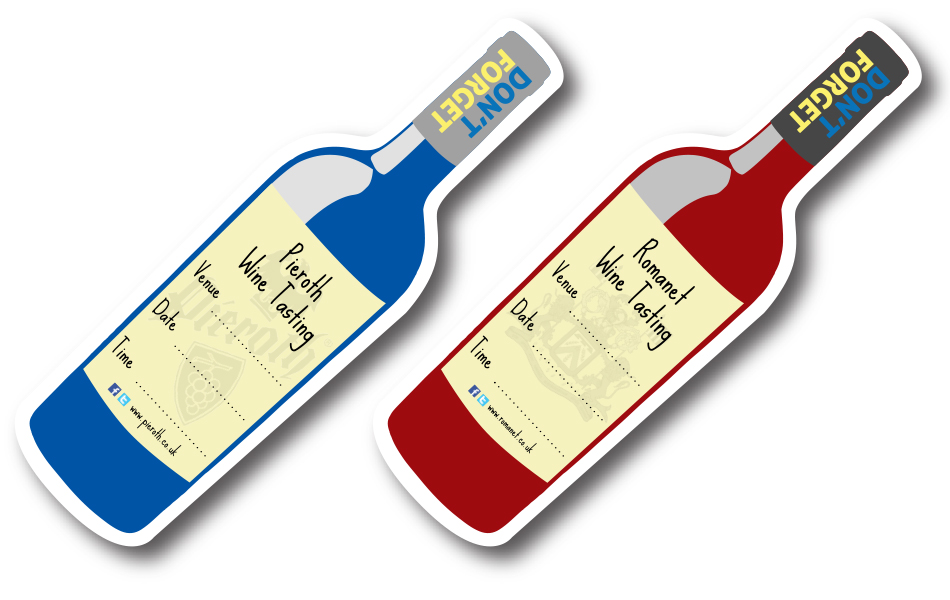 DON'T
FORGET
Pieroth
Wine Tasting
Venue ..............
Date ..............
Time ..............
www.pieroth.co.uk
DON'T
FORGET
Romanet
Wine Tasting
Venue ..............
Date ..............
Time ..............
www.romanet.co.uk